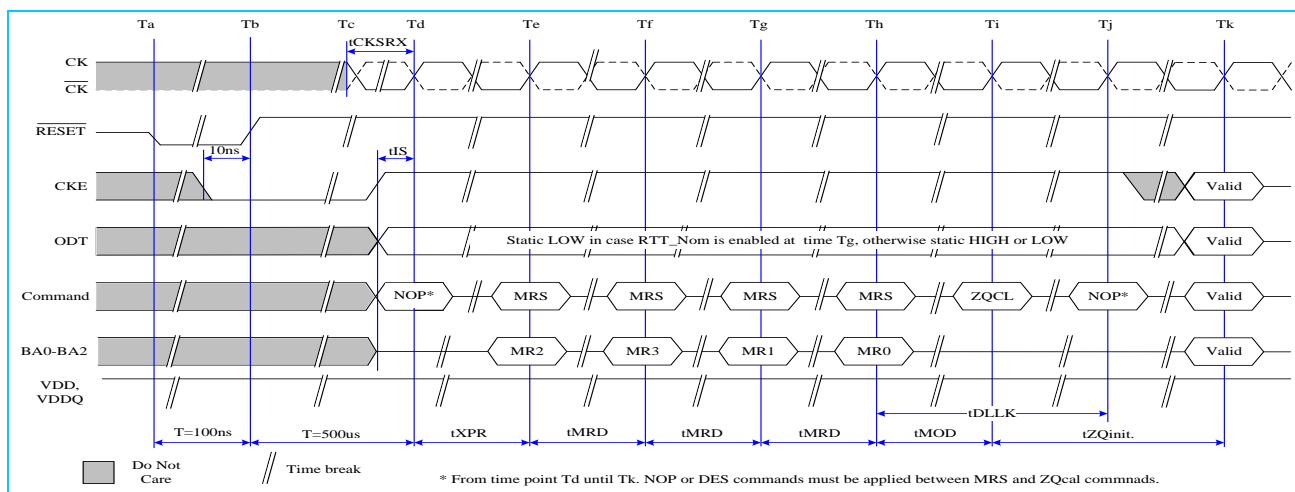 Ta Tb Tc Td Te Tf Tg Th Ti Tj Tk
tCKSRX
CK
CK
RESET
10ns tIS
CKE Valid
ODT Static LOW in case RTT_Nom is enabled at time Tg, otherwise static HIGH or LOW Valid
Command NOP* MRS MRS MRS MRS ZQCL NOP* Valid
BA0-BA2 MR2 MR3 MR1 MR0 Valid
VDD,
VDDQ
tDLLK
T=100ns T=500us tXPR tMRD tMRD tMRD tMOD tZQinit.
Do Not
Care
Time break
* From time point Td until Tk. NOP or DES commands must be applied between MRS and ZQcal commnads.